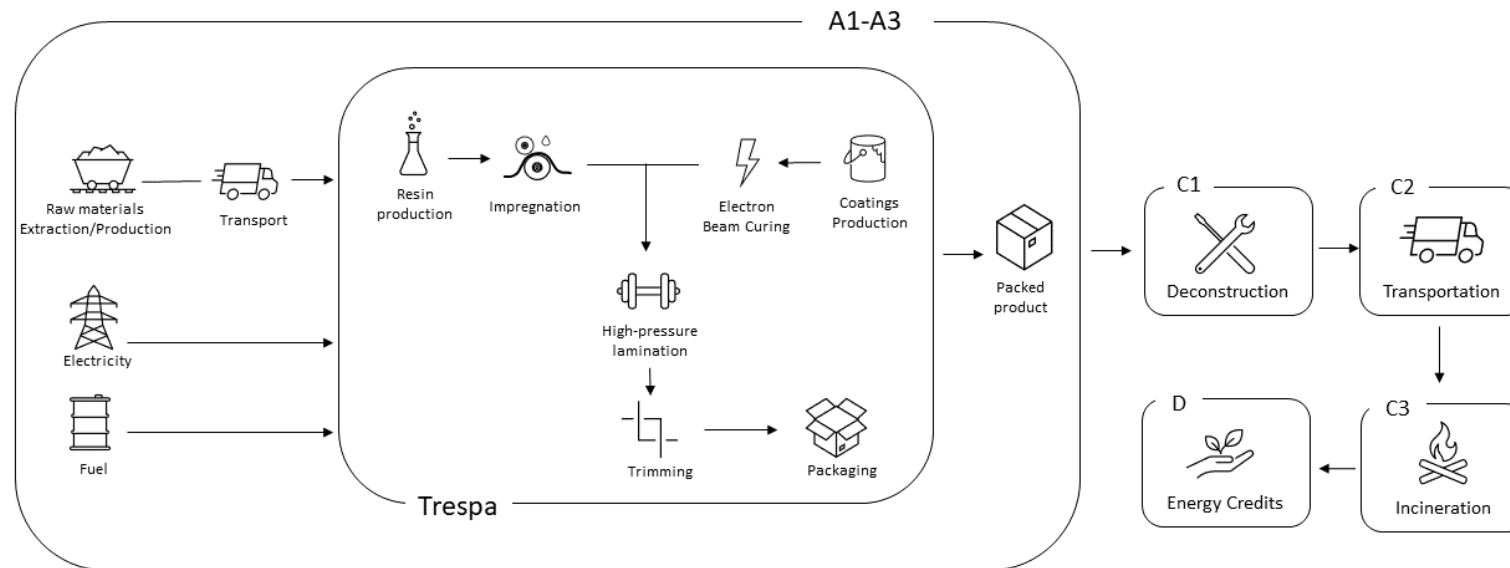 A1-A3
Raw materials
Extraction/Production
Transport
Electricity
Fuel
Resin
production
Impregnation
Electron
Beam Curing
Coatings
Production
High-pressure
lamination
Trimming
Packaging
Trespa
Packed
product
C1
Deconstruction
C2
Transportation
C3
Incineration
D
Energy Credits